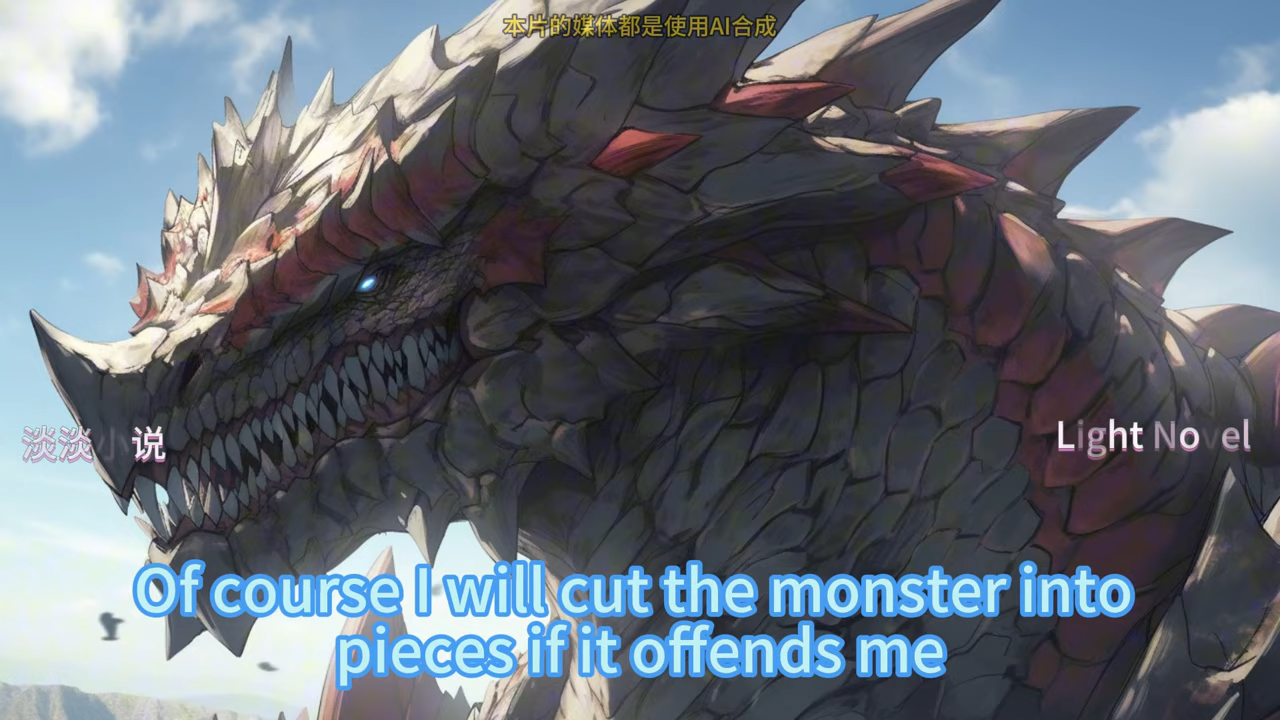 本片的媒体都是使用AI合成
淡淡小说
Light Novel
Of course I will cut the monster into
pieces if it offends me